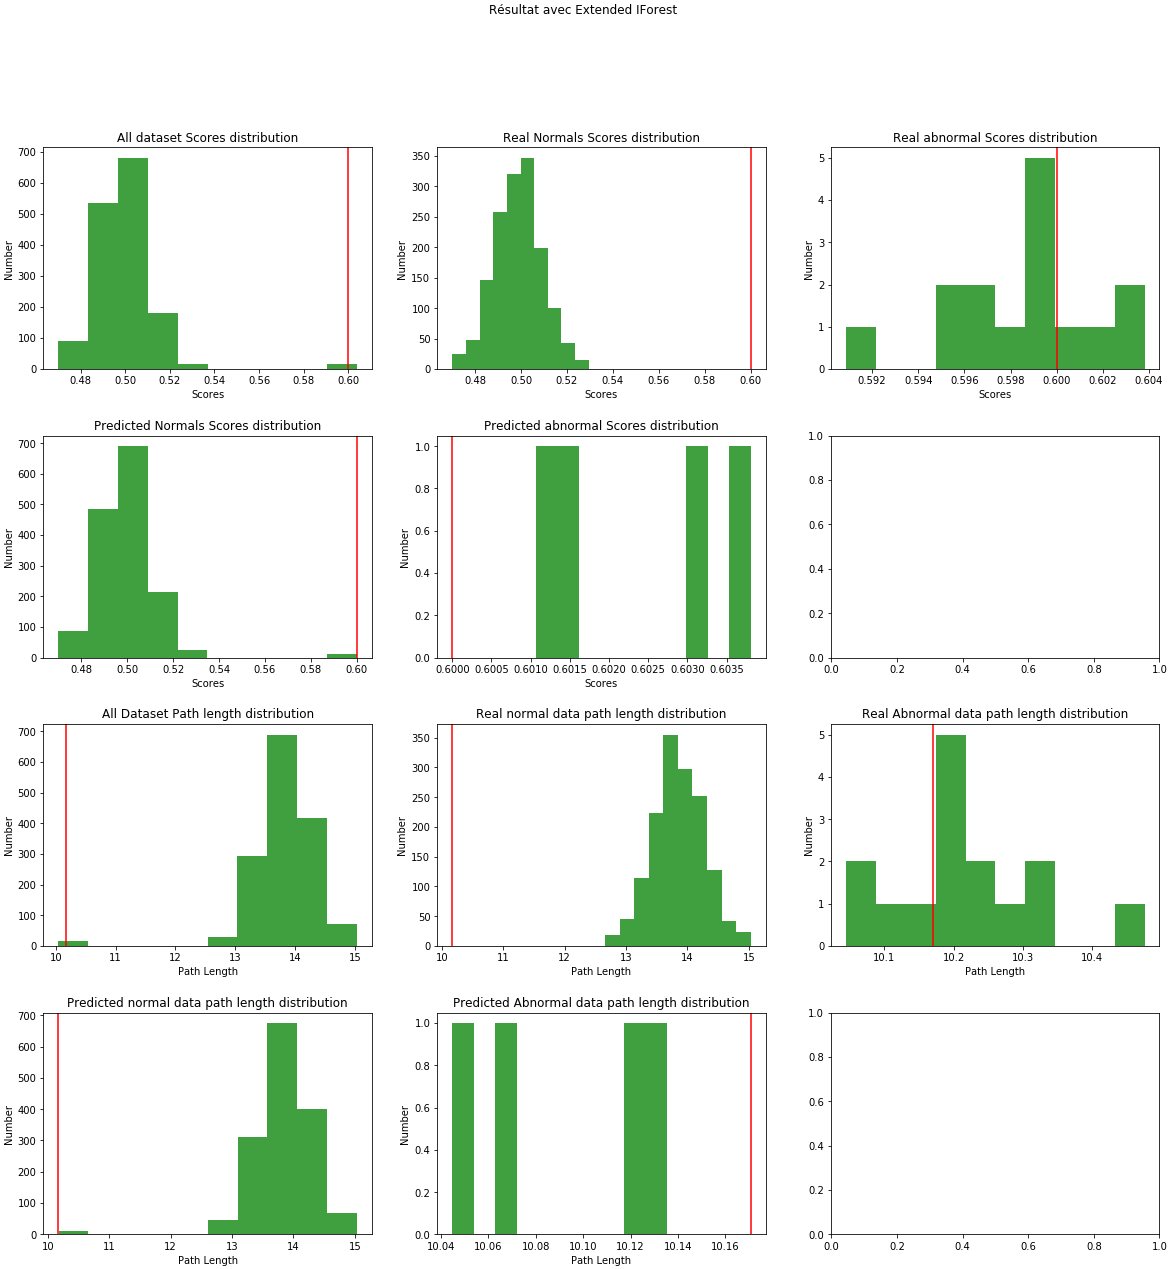 Résultat avec Extended IForest
All dataset Scores distribution
Number
700
600
500
400
300
200
100
0
0.48 0.50 0.52 0.54 0.56 0.58 0.60
Scores
Real Normals Scores distribution
Number
350
300
250
200
150
100
50
0
0.48 0.50 0.52 0.54 0.56 0.58 0.60
Scores
Real abnormal Scores distribution
Number
5
4
3
2
1
0
0.592 0.594 0.596 0.598 0.600 0.602 0.604
Scores
Predicted Normals Scores distribution
Number
700
600
500
400
300
200
100
0
0.48 0.50 0.52 0.54 0.56 0.58 0.60
Scores
Predicted abnormal Scores distribution
Number
1.0
0.8
0.6
0.4
0.2
0.0
0.6000 0.6005 0.6010 0.6015 0.6020 0.6025 0.6030 0.6035
Scores
1.0
0.8
0.6
0.4
0.2
0.0
0.0 0.2 0.4 0.6 0.8 1.0
All Dataset Path length distribution
Number
700
600
500
400
300
200
100
0
10 11 12 13 14 15
Path Length
Real normal data path length distribution
Number
350
300
250
200
150
100
50
0
10 11 12 13 14 15
Path Length
Real Abnormal data path length distribution
Number
5
4
3
2
1
0
10.1 10.2 10.3 10.4
Path Length
Predicted normal data path length distribution
Number
700
600
500
400
300
200
100
0
10 11 12 13 14 15
Path Length
Predicted Abnormal data path length distribution
Number
1.0
0.8
0.6
0.4
0.2
0.0
10.04 10.06 10.08 10.10 10.12 10.14 10.16
Path Length
1.0
0.8
0.6
0.4
0.2
0.0
0.0 0.2 0.4 0.6 0.8 1.0